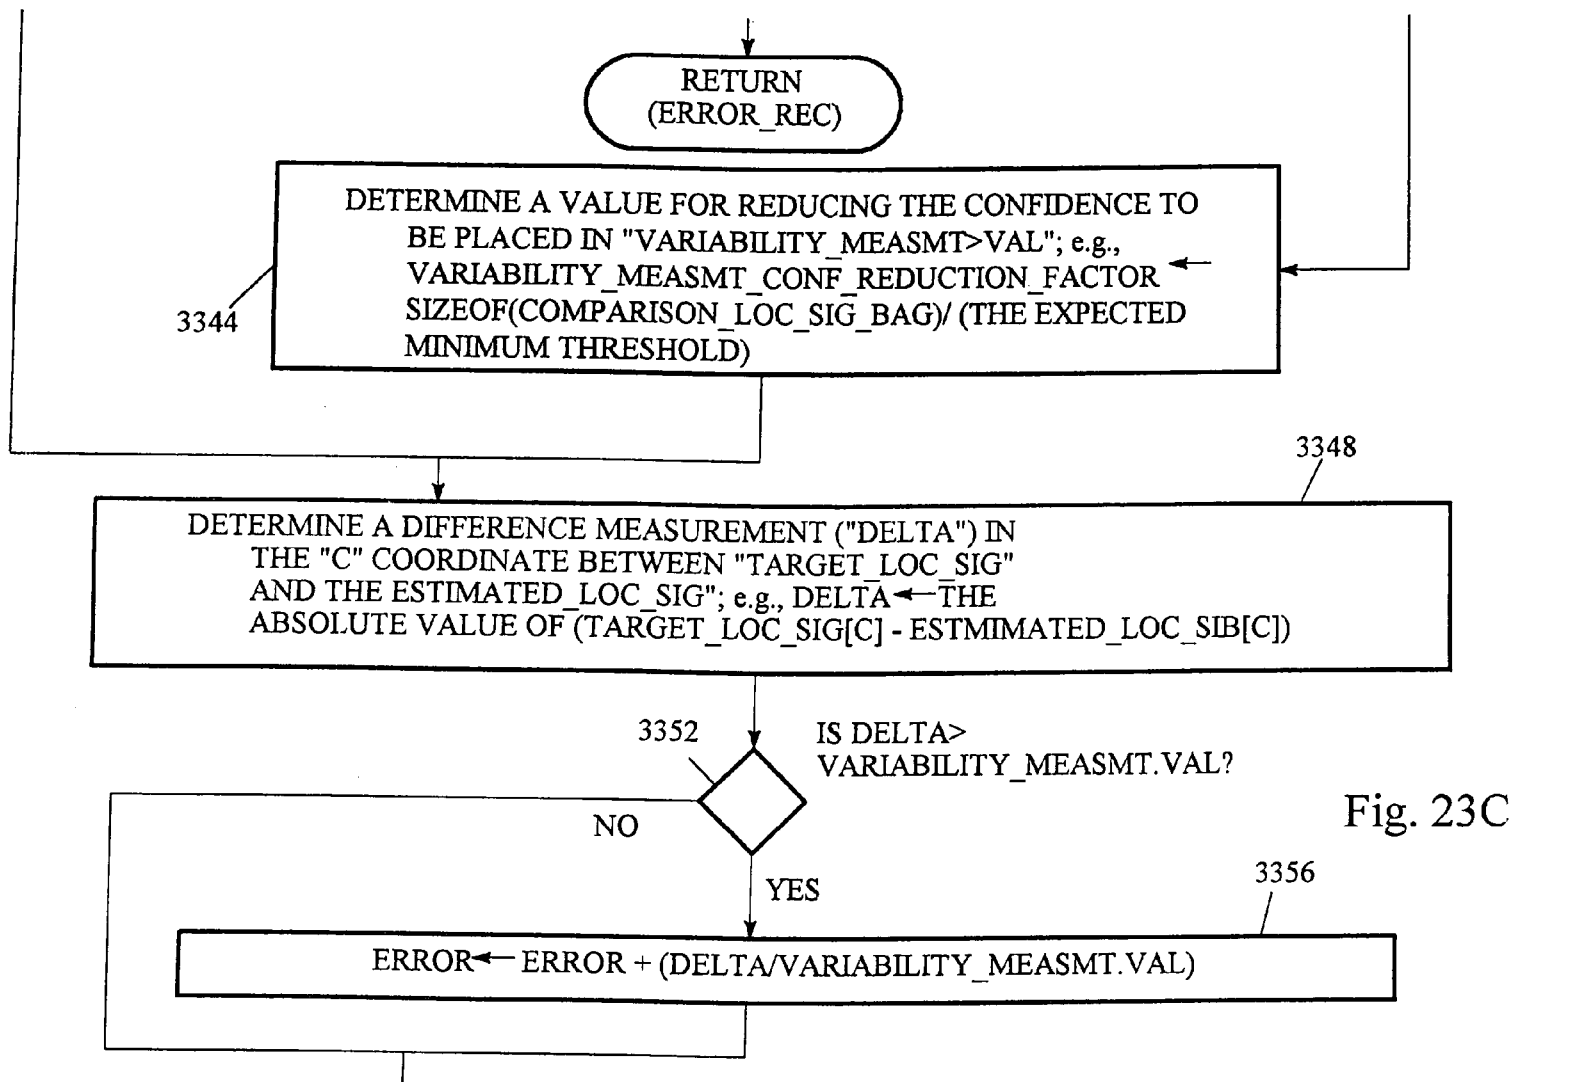 RETURN
(ERROR_REC)
DETERMINE A VALUE FOR REDUCING THE CONFIDENCE TO
BE PLACED IN "VARIABILITY_MEASMT>VAL"; e.g.,
VARIABILITY_MEASMT_CONF_REDUCTION_FACTOR ←
SIZEOF(COMPARISON_LOC_SIG_BAG)/ (THE EXPECTED
MINIMUM THRESHOLD)
3344
3348
DETERMINE A DIFFERENCE MEASUREMENT ("DELTA") IN
THE "C" COORDINATE BETWEEN "TARGET_LOC_SIG"
AND THE ESTIMATED_LOC_SIG"; e.g., DELTA←THE
ABSOLUTE VALUE OF (TARGET_LOC_SIG[C] - ESTMIMATED_LOC_SIB[C])
3352
IS DELTA>
VARIABILITY_MEASMT.VAL?
NO
Fig. 23C
YES
3356
ERROR← ERROR + (DELTA/VARIABILITY_MEASMT.VAL)